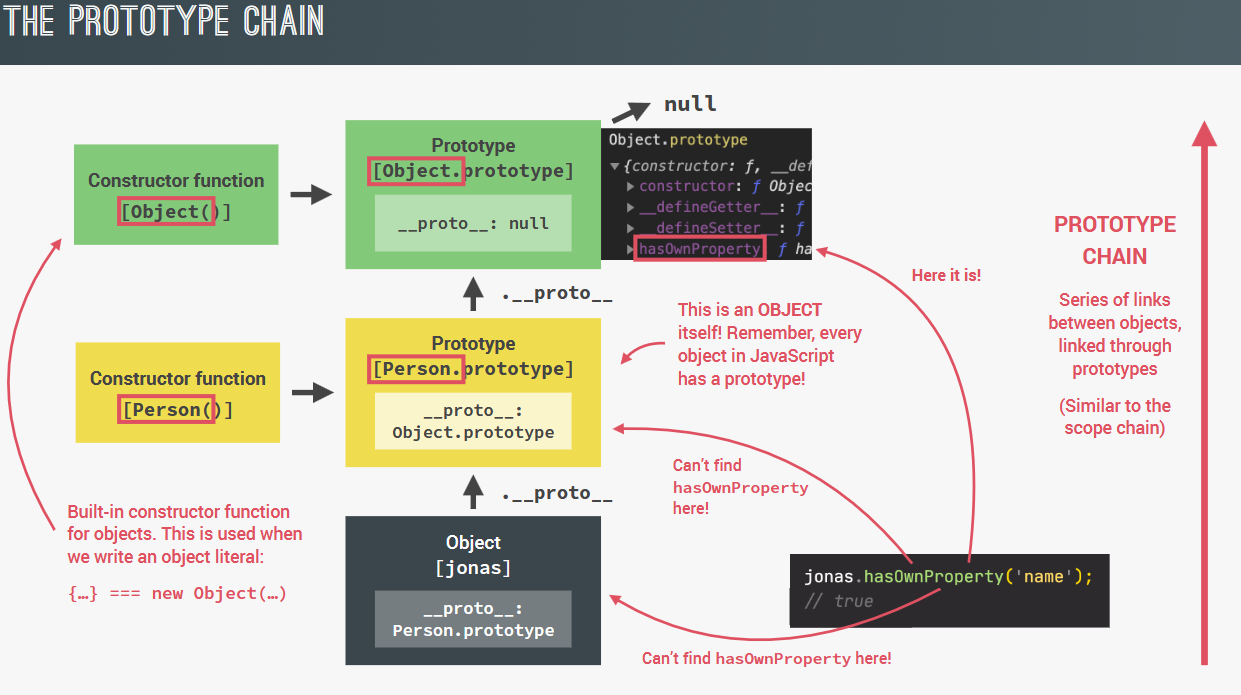 THE PROTOTYPE CHAIN
null
Prototype
[Object.prototype]
__proto__: null
Object.prototype
▼{constructor: ƒ, __def
▶constructor: ƒ Objec
▶__defineGetter__: ƒ
▶__defineSetter__: ƒ
▶hasOwnProperty ƒ ha
Constructor function
[Object()]
.__proto__
Here it is!
PROTOTYPE
CHAIN
Series of links
between objects,
linked through
prototypes
(Similar to the
scope chain)
This is an OBJECT
itself! Remember, every
object in JavaScript
has a prototype!
Prototype
[Person.prototype]
__proto__:
Object.prototype
Constructor function
[Person()]
Can't find
hasOwnProperty
here!
.__proto__
Built-in constructor function
for objects. This is used when
we write an object literal:
{…} === new Object(…)
Object
[jonas]
__proto__:
Person.prototype
jonas.hasOwnProperty('name');
// true
Can't find hasOwnProperty here!